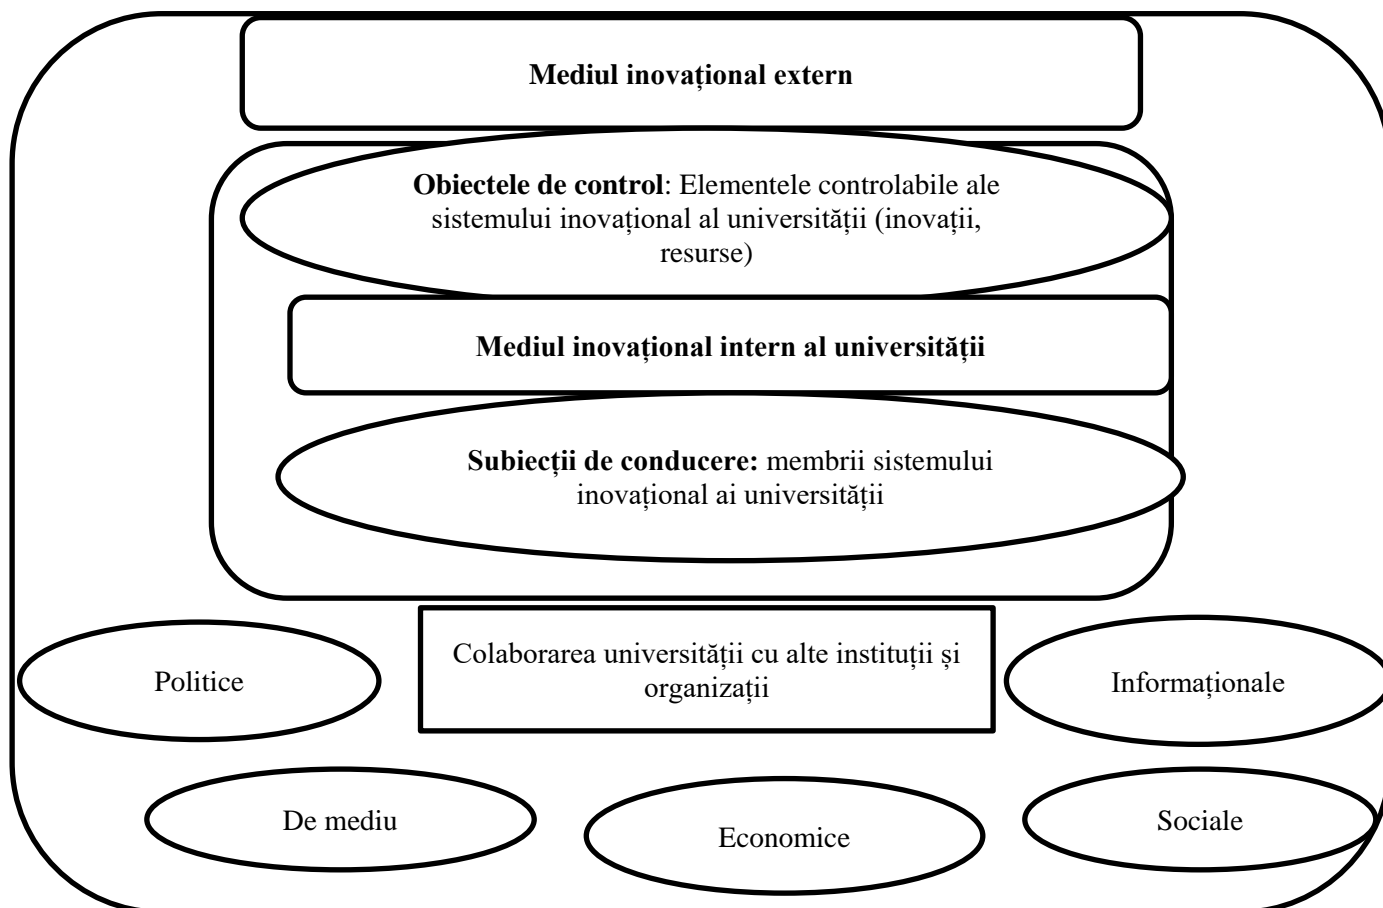 Mediul inovațional extern
Obiectele de control: Elementele controlabile ale
sistemului inovațional al universității (inovații,
resurse)
Mediul inovațional intern al universității
Subiecții de conducere: membrii sistemului
inovațional ai universității
Colaborarea universității cu alte instituții și
organizații
Politice
Informaționale
De mediu
Economice
Sociale